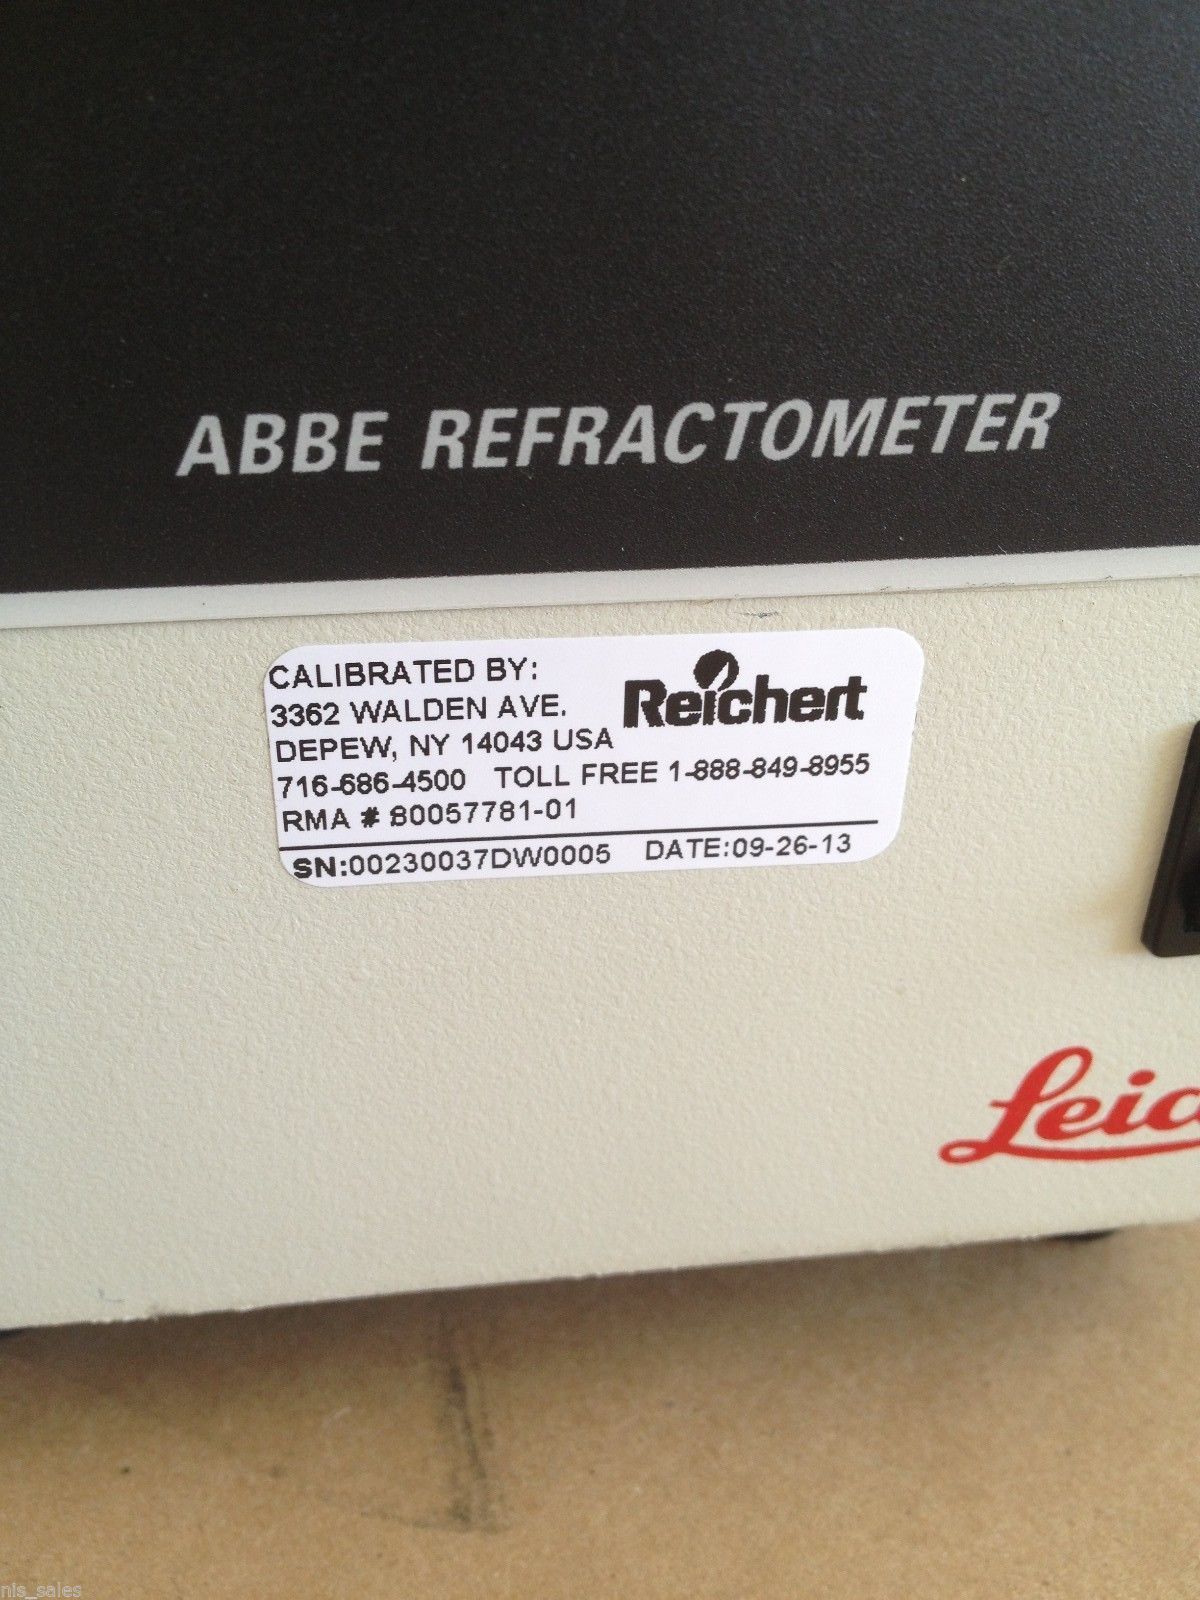 ABBE REFRACTOMETER
CALIBRATED BY:
Reichert
3362 WALDEN AVE.
DEPEW, NY 14043 USA
716-686-4500 TOLL FREE 1-888-849-8955
RMA # 80057781-01
SN:00230037DW0005 DATE:09-26-13
Leic
nls_sales